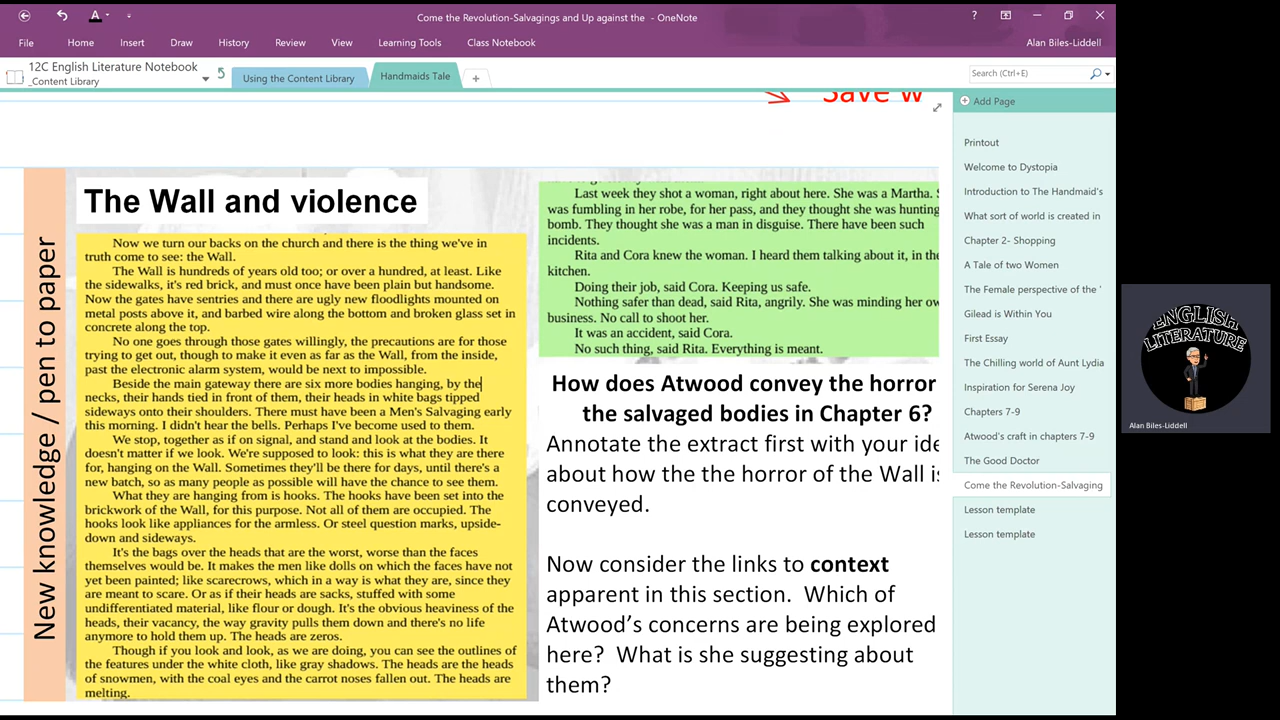 Come the Revolution-Salvagings and Up against the  - OneNote
File Home Insert Draw History Review View Learning Tools Class Notebook
Alan Biles-Liddell
12C English Literature Notebook
_Content Library
Using the Content Library
Handmaids Tale
Search (Ctrl+E)
Add Page
Printout
Welcome to Dystopia
Introduction to The Handmaid's
What sort of world is created in
Chapter 2- Shopping
A Tale of two Women
The Female perspective of the '
Gilead is Within You
First Essay
The Chilling world of Aunt Lydia
Inspiration for Serena Joy
Chapters 7-9
Atwood's craft in chapters 7-9
The Good Doctor
Come the Revolution-Salvaging
Lesson template
Lesson template
Save w
New knowledge / pen to paper
The Wall and violence
Now we turn our backs on the church and there is the thing we've in
truth come to see: the Wall.
The Wall is hundreds of years old too; or over a hundred, at least. Like
the sidewalks, it's red brick, and must once have been plain but handsome.
Now the gates have sentries and there are ugly new floodlights mounted on
metal posts above it, and barbed wire along the bottom and broken glass set in
concrete along the top.
No one goes through those gates willingly, the precautions are for those
trying to get out, though to make it even as far as the Wall, from the inside,
past the electronic alarm system, would be next to impossible.
Beside the main gateway there are six more bodies hanging, by the
necks, their hands tied in front of them, their heads in white bags tipped
sideways onto their shoulders. There must have been a Men's Salvaging early
this morning. I didn't hear the bells. Perhaps I've become used to them.
We stop, together as if on signal, and stand and look at the bodies. It
doesn't matter if we look. We're supposed to look: this is what they are there
for, hanging on the Wall. Sometimes they'll be there for days, until there's a
new batch, so as many people as possible will have the chance to see them.
What they are hanging from is hooks. The hooks have been set into the
brickwork of the Wall, for this purpose. Not all of them are occupied. The
hooks look like appliances for the armless. Or steel question marks, upside-
down and sideways.
It's the bags over the heads that are the worst, worse than the faces
themselves would be. It makes the men like dolls on which the faces have not
yet been painted; like scarecrows, which in a way is what they are, since they
are meant to scare. Or as if their heads are sacks, stuffed with some
undifferentiated material, like flour or dough. It's the obvious heaviness of the
heads, their vacancy, the way gravity pulls them down and there's no life
anymore to hold them up. The heads are zeros.
Though if you look and look, as we are doing, you can see the outlines of
the features under the white cloth, like gray shadows. The heads are the heads
of snowmen, with the coal eyes and the carrot noses fallen out. The heads are
melting.
Last week they shot a woman, right about here. She was a Martha. S
was fumbling in her robe, for her pass, and they thought she was hunting
bomb. They thought she was a man in disguise. There have been such
incidents.
Rita and Cora knew the woman. I heard them talking about it, in the
kitchen.
Doing their job, said Cora. Keeping us safe.
Nothing safer than dead, said Rita, angrily. She was minding her ow
business. No call to shoot her.
It was an accident, said Cora.
No such thing, said Rita. Everything is meant.
How does Atwood convey the horror
the salvaged bodies in Chapter 6?
Annotate the extract first with your ide
about how the the horror of the Wall is
conveyed.
Now consider the links to context
apparent in this section.  Which of
Atwood's concerns are being explored
here?  What is she suggesting about
them?
ENGLISH
LITERATURE
Alan Biles-Liddell